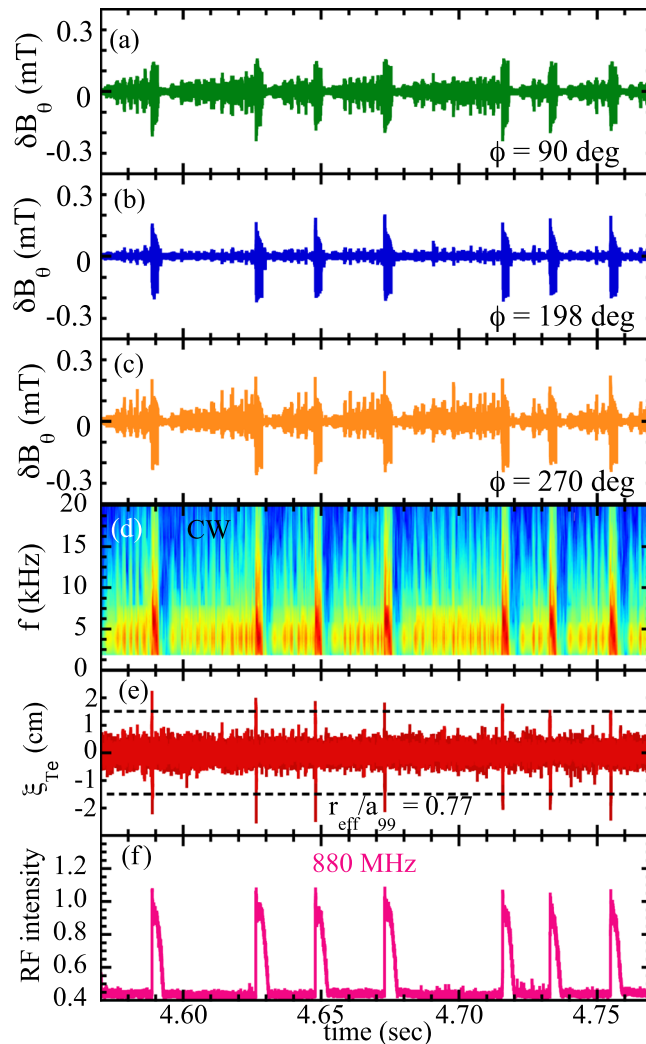 (a)
0.3
0
-0.3
δB_θ (mT)
ϕ = 90 deg
(b)
0.3
0
-0.3
δB_θ (mT)
ϕ = 198 deg
(c)
0.3
0
-0.3
δB_θ (mT)
ϕ = 270 deg
(d)
CW
20
15
10
5
0
f (kHz)
(e)
2
1
0
-1
-2
ξ_Te (cm)
r_eff/a_99 = 0.77
(f)
880 MHz
1.2
1.0
0.8
0.6
0.4
RF intensity
4.60 4.65 4.70 4.75
time (sec)